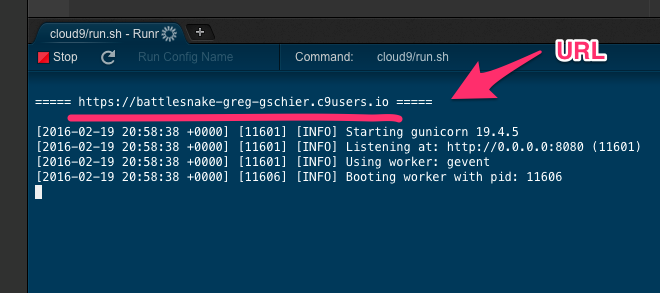 cloud9/run.sh - Runr
+
Stop Run Config Name Command: cloud9/run.sh
URL
===== https://battlesnake-greg-gschier.c9users.io =====
[2016-02-19 20:58:38 +0000] [11601] [INFO] Starting gunicorn 19.4.5
[2016-02-19 20:58:38 +0000] [11601] [INFO] Listening at: http://0.0.0.0:8080 (11601)
[2016-02-19 20:58:38 +0000] [11601] [INFO] Using worker: gevent
[2016-02-19 20:58:38 +0000] [11606] [INFO] Booting worker with pid: 11606